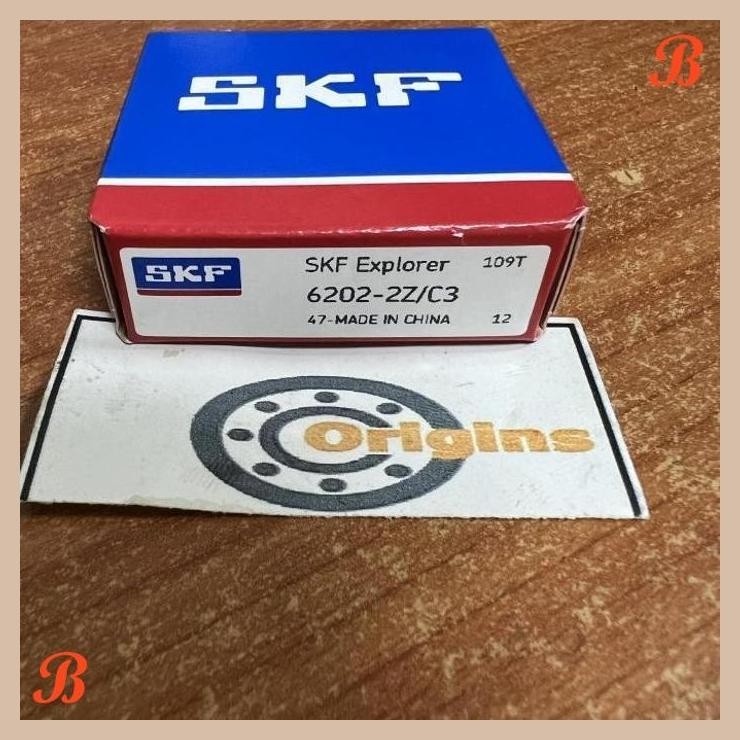 B
SKF
SKF
SKF Explorer 109T
6202-2Z/C3
47-MADE IN CHINA 12
Origins
B